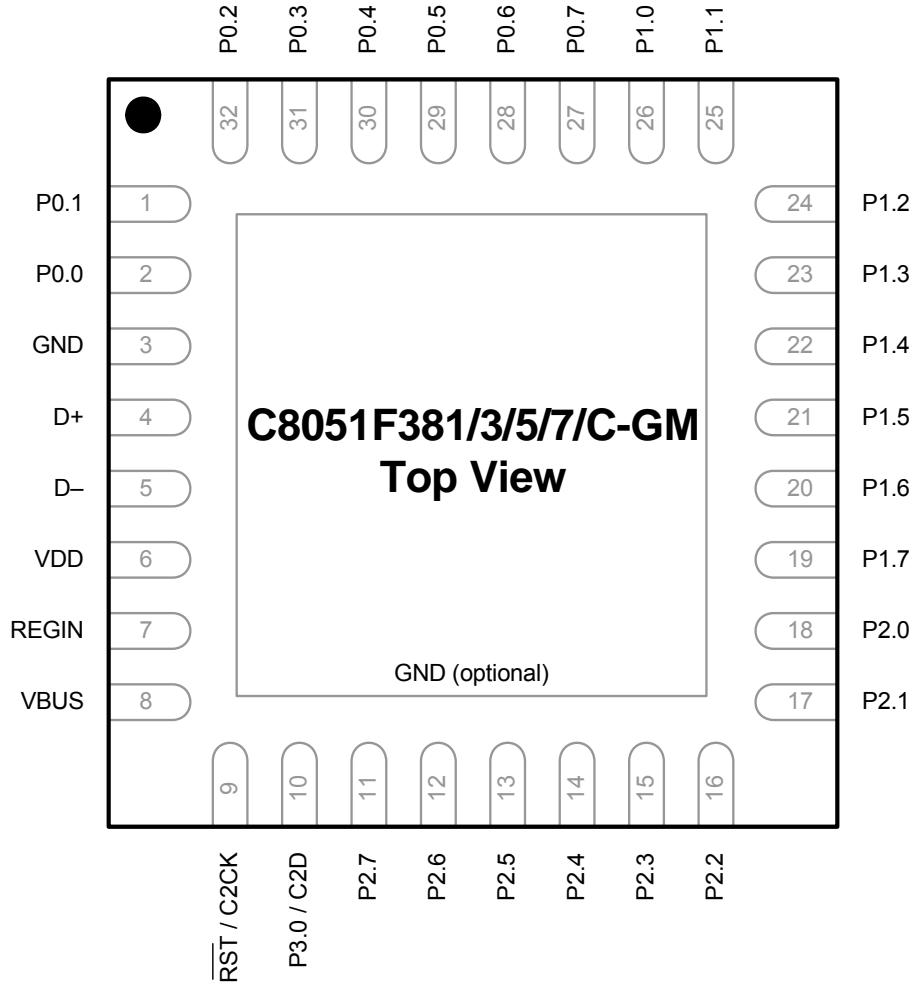 P0.2
P0.3
P0.4
P0.5
P0.6
P0.7
P1.0
P1.1
32
31
30
29
28
27
26
25
P0.1
1
P0.0
2
GND
3
D+
4
D–
5
VDD
6
REGIN
7
VBUS
8
C8051F381/3/5/7/C-GM
Top View
GND (optional)
24
P1.2
23
P1.3
22
P1.4
21
P1.5
20
P1.6
19
P1.7
18
P2.0
17
P2.1
9
10
11
12
13
14
15
16
RST / C2CK
P3.0 / C2D
P2.7
P2.6
P2.5
P2.4
P2.3
P2.2